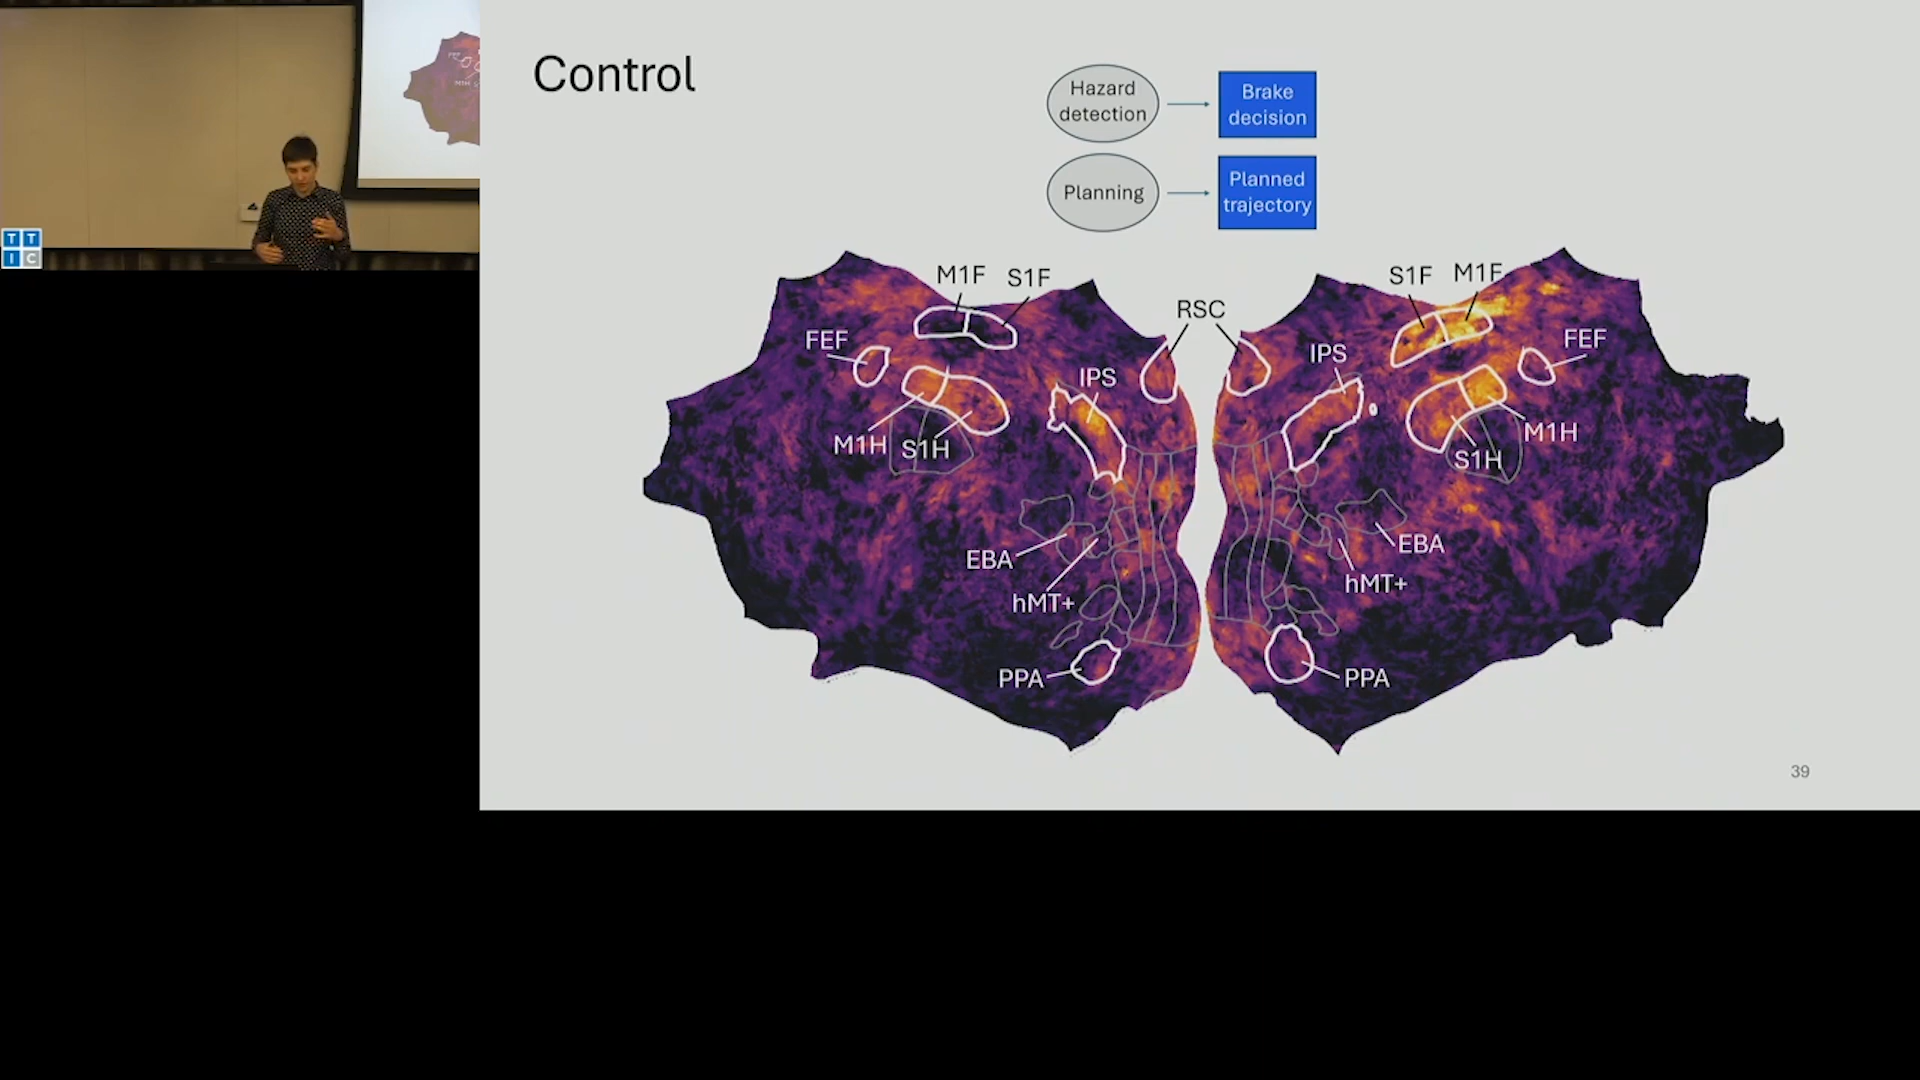 Control
Hazard
detection
Brake
decision
Planning
Planned
trajectory
M1F
S1F
RSC
S1F
M1F
FEF
FEF
IPS
IPS
M1H
S1H
M1H
S1H
EBA
EBA
hMT+
hMT+
PPA
PPA
39
T T
I C